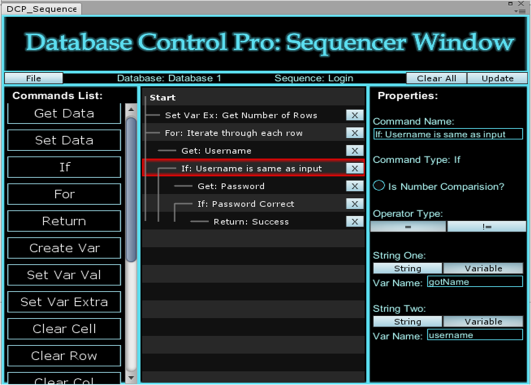 DCP_Sequence
Database Control Pro: Sequencer Window
File
Database: Database 1
Sequence: Login
Clear All
Update
Commands List:
Get Data
Set Data
If
For
Return
Create Var
Set Var Val
Set Var Extra
Clear Cell
Clear Row
Clear Col
Start
Set Var Ex: Get Number of Rows X
For: Iterate through each row X
Get: Username X
If: Username is same as input X
Get: Password X
If: Password Correct X
Return: Success X
Properties:
Command Name:
If: Username is same as input
Command Type: If
Is Number Comparision?
Operator Type:
= !=
String One:
String Variable
Var Name: gotName
String Two:
String Variable
Var Name: username